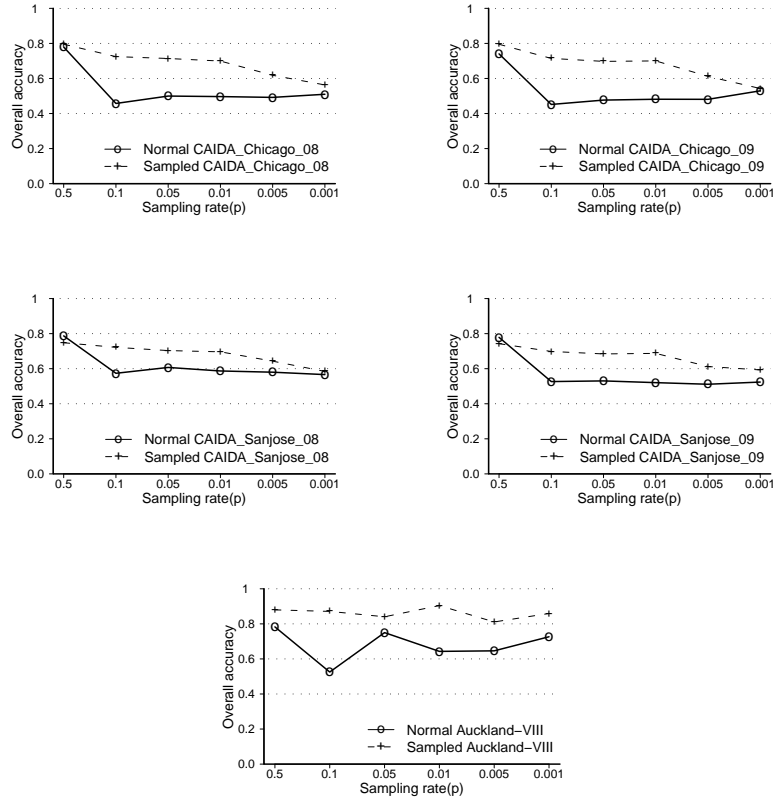 1
0.8
0.6
0.4
0.2
0.0
Overall accuracy
Normal CAIDA_Chicago_08
Sampled CAIDA_Chicago_08
0.5 0.1 0.05 0.01 0.005 0.001
Sampling rate(p)
1
0.8
0.6
0.4
0.2
0.0
Overall accuracy
Normal CAIDA_Chicago_09
Sampled CAIDA_Chicago_09
0.5 0.1 0.05 0.01 0.005 0.001
Sampling rate(p)
1
0.8
0.6
0.4
0.2
0.0
Overall accuracy
Normal CAIDA_Sanjose_08
Sampled CAIDA_Sanjose_08
0.5 0.1 0.05 0.01 0.005 0.001
Sampling rate(p)
1
0.8
0.6
0.4
0.2
0.0
Overall accuracy
Normal CAIDA_Sanjose_09
Sampled CAIDA_Sanjose_09
0.5 0.1 0.05 0.01 0.005 0.001
Sampling rate(p)
1
0.8
0.6
0.4
0.2
0.0
Overall accuracy
Normal Auckland−VIII
Sampled Auckland−VIII
0.5 0.1 0.05 0.01 0.005 0.001
Sampling rate(p)